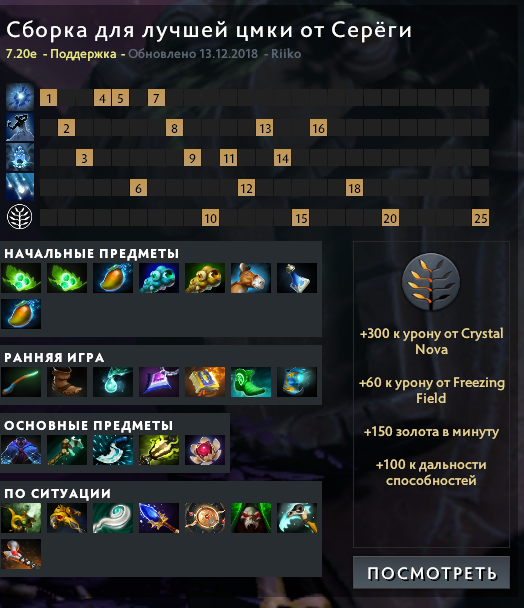 Сборка для лучшей цмки от Серёги
7.20e - Поддержка - Обновлено 13.12.2018 - Riiko
1 4 5 7
2 8 13 16
3 9 11 14
6 12 18
10 15 20 25
НАЧАЛЬНЫЕ ПРЕДМЕТЫ
РАННЯЯ ИГРА
ОСНОВНЫЕ ПРЕДМЕТЫ
ПО СИТУАЦИИ
+300 к урону от Crystal
Nova
+60 к урону от Freezing
Field
+150 золота в минуту
+100 к дальности
способностей
ПОСМОТРЕТЬ